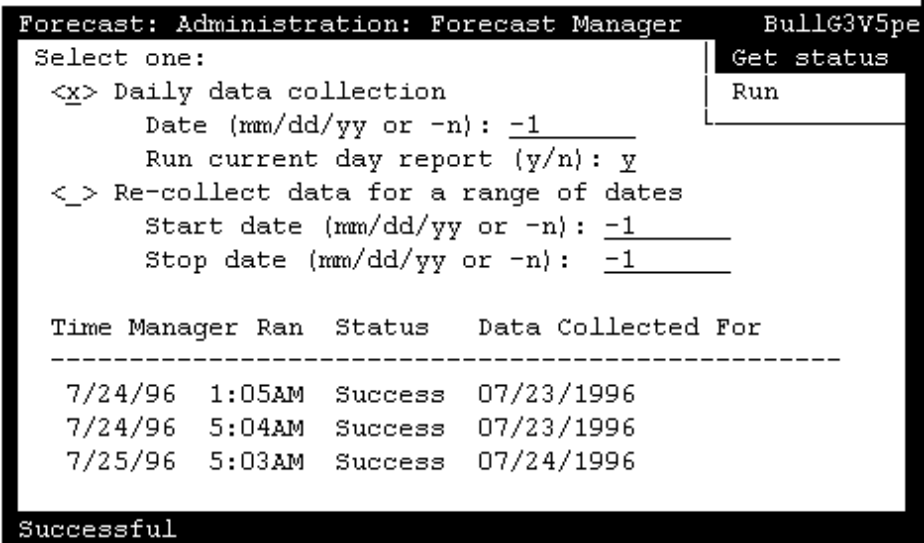 Forecast: Administration: Forecast Manager BullG3V5pe
Select one: Get status
<x> Daily data collection Run
Date (mm/dd/yy or -n): -1
Run current day report (y/n): y
<_> Re-collect data for a range of dates
Start date (mm/dd/yy or -n): -1
Stop date (mm/dd/yy or -n): -1
Time Manager Ran Status Data Collected For
--------------------------------------------------
7/24/96 1:05AM Success 07/23/1996
7/24/96 5:04AM Success 07/23/1996
7/25/96 5:03AM Success 07/24/1996
Successful